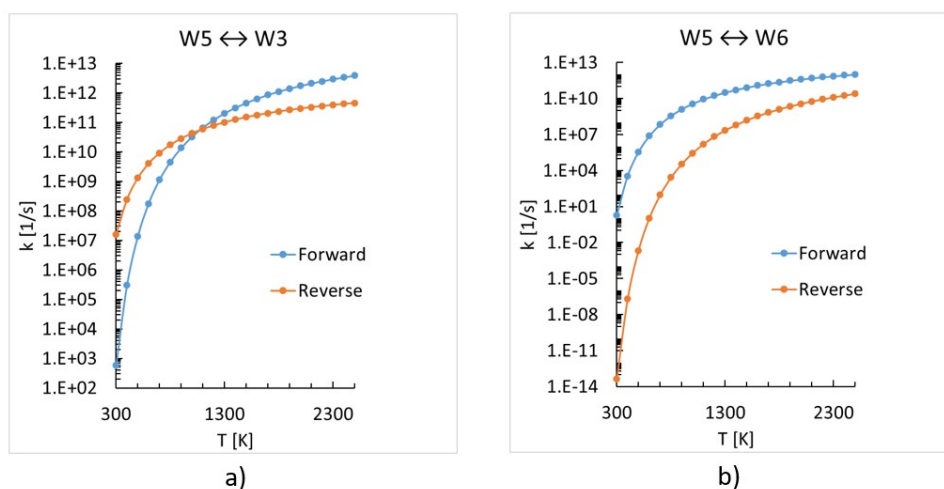 W5 ↔ W3
1.E+13
1.E+12
1.E+11
1.E+10
1.E+09
1.E+08
1.E+07
1.E+06
1.E+05
1.E+04
1.E+03
1.E+02
k [1/s]
Forward
Reverse
300
1300
2300
T [K]
a)
W5 ↔ W6
1.E+13
1.E+10
1.E+07
1.E+04
1.E+01
1.E-02
1.E-05
1.E-08
1.E-11
1.E-14
k [1/s]
Forward
Reverse
300
1300
2300
T [K]
b)